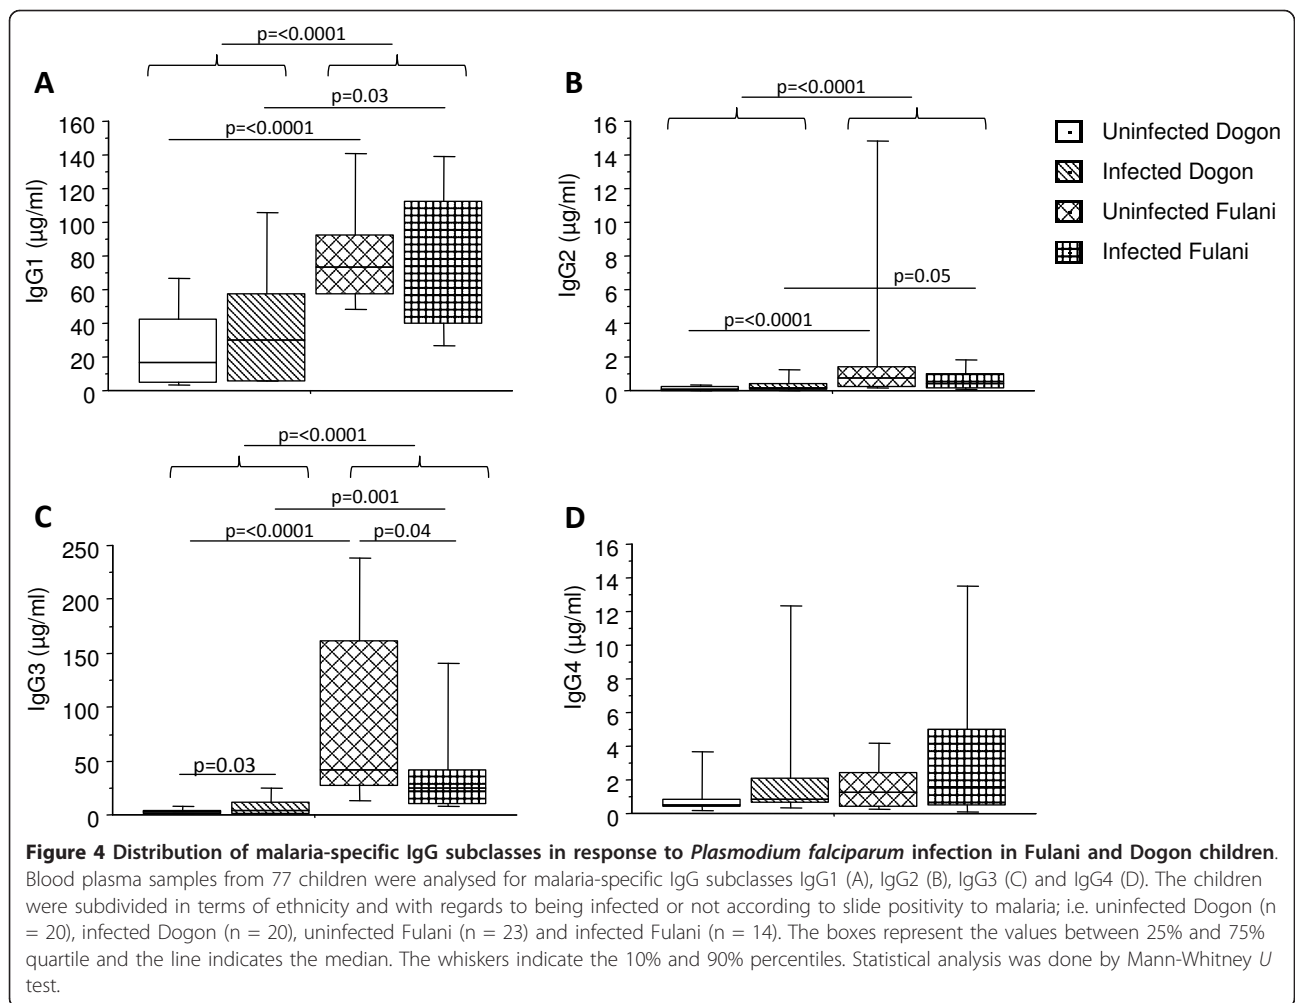 p=<0.0001
A
p=0.03
p=<0.0001
160
140
120
100
80
60
40
20
0
IgG1 (µg/ml)
B
p=<0.0001
16
14
12
10
8
6
4
2
0
IgG2 (µg/ml)
p=0.05
p=<0.0001
Uninfected Dogon
Infected Dogon
Uninfected Fulani
Infected Fulani
p=<0.0001
p=0.001
C
p=<0.0001
p=0.04
250
200
150
100
50
0
IgG3 (µg/ml)
p=0.03
D
16
14
12
10
8
6
4
2
0
IgG4 (µg/ml)
Figure 4 Distribution of malaria-specific IgG subclasses in response to Plasmodium falciparum infection in Fulani and Dogon children.
Blood plasma samples from 77 children were analysed for malaria-specific IgG subclasses IgG1 (A), IgG2 (B), IgG3 (C) and IgG4 (D). The children
were subdivided in terms of ethnicity and with regards to being infected or not according to slide positivity to malaria; i.e. uninfected Dogon (n
= 20), infected Dogon (n = 20), uninfected Fulani (n = 23) and infected Fulani (n = 14). The boxes represent the values between 25% and 75%
quartile and the line indicates the median. The whiskers indicate the 10% and 90% percentiles. Statistical analysis was done by Mann-Whitney U
test.